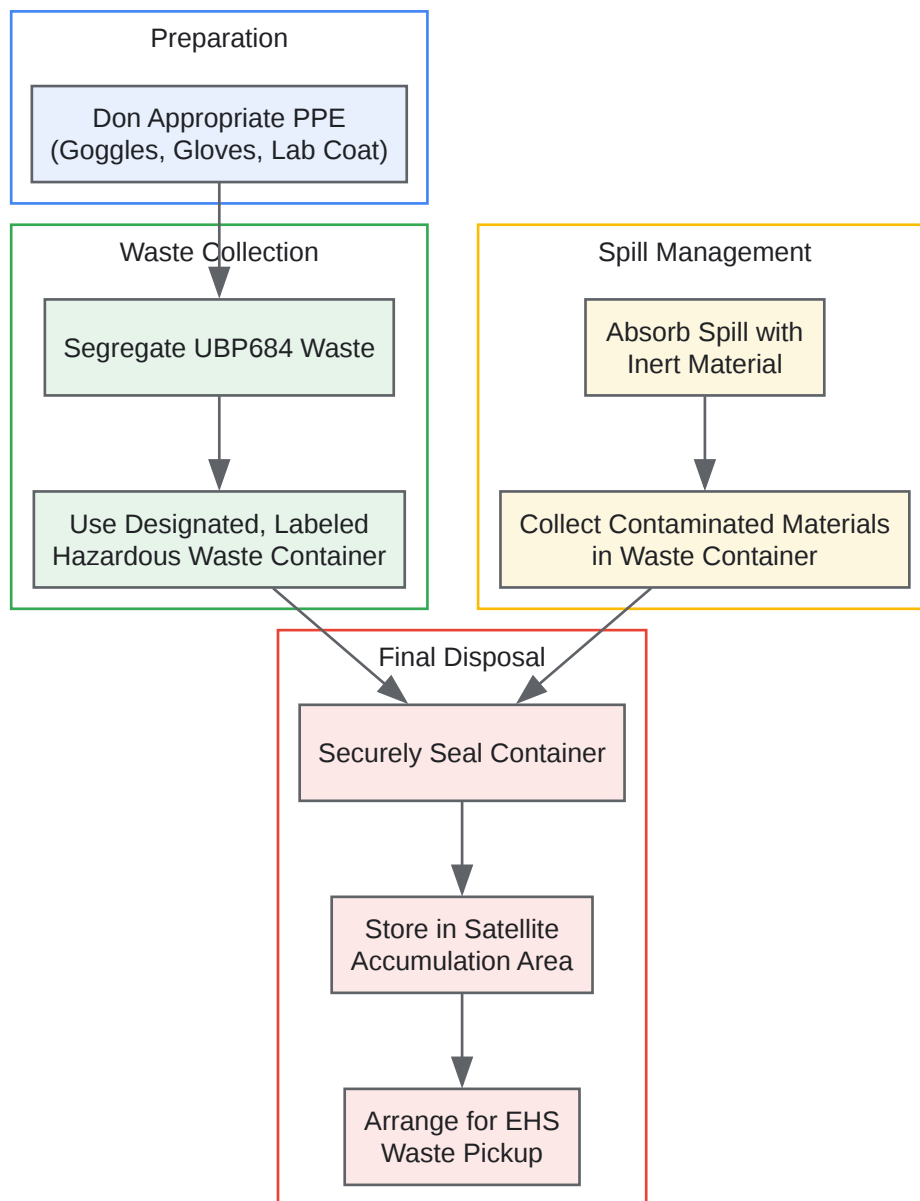 Preparation
Don Appropriate PPE
(Goggles, Gloves, Lab Coat)
Waste Collection
Segregate UBP684 Waste
Use Designated, Labeled
Hazardous Waste Container
Spill Management
Absorb Spill with
Inert Material
Collect Contaminated Materials
in Waste Container
Final Disposal
Securely Seal Container
Store in Satellite
Accumulation Area
Arrange for EHS
Waste Pickup